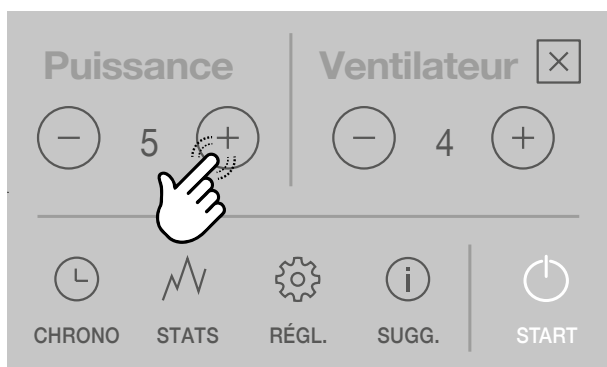 Puissance
Ventilateur
5
4
CHRONO
STATS
RÉGL.
SUGG.
START